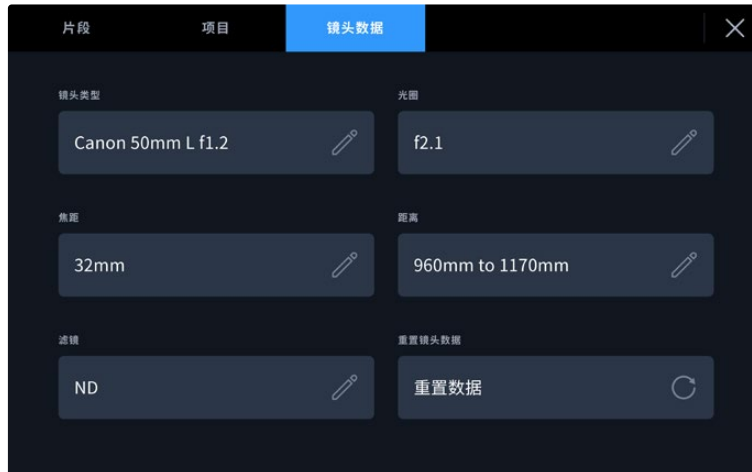 片段 项目 镜头数据
镜头类型 光圈
Canon 50mm L f1.2 f2.1
焦距 距离
32mm 960mm to 1170mm
滤镜 重置镜头数据
ND 重置数据